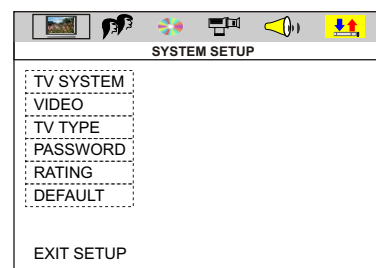 SYSTEM SETUP
TV SYSTEM
VIDEO
TV TYPE
PASSWORD
RATING
DEFAULT
EXIT SETUP